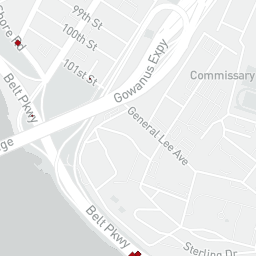 99th St
100th St
Shore Rd
101st St
Commissary
Belt Pkwy
Gowanus Expy
General Lee Ave
Belt Pkwy
Sterling Dr